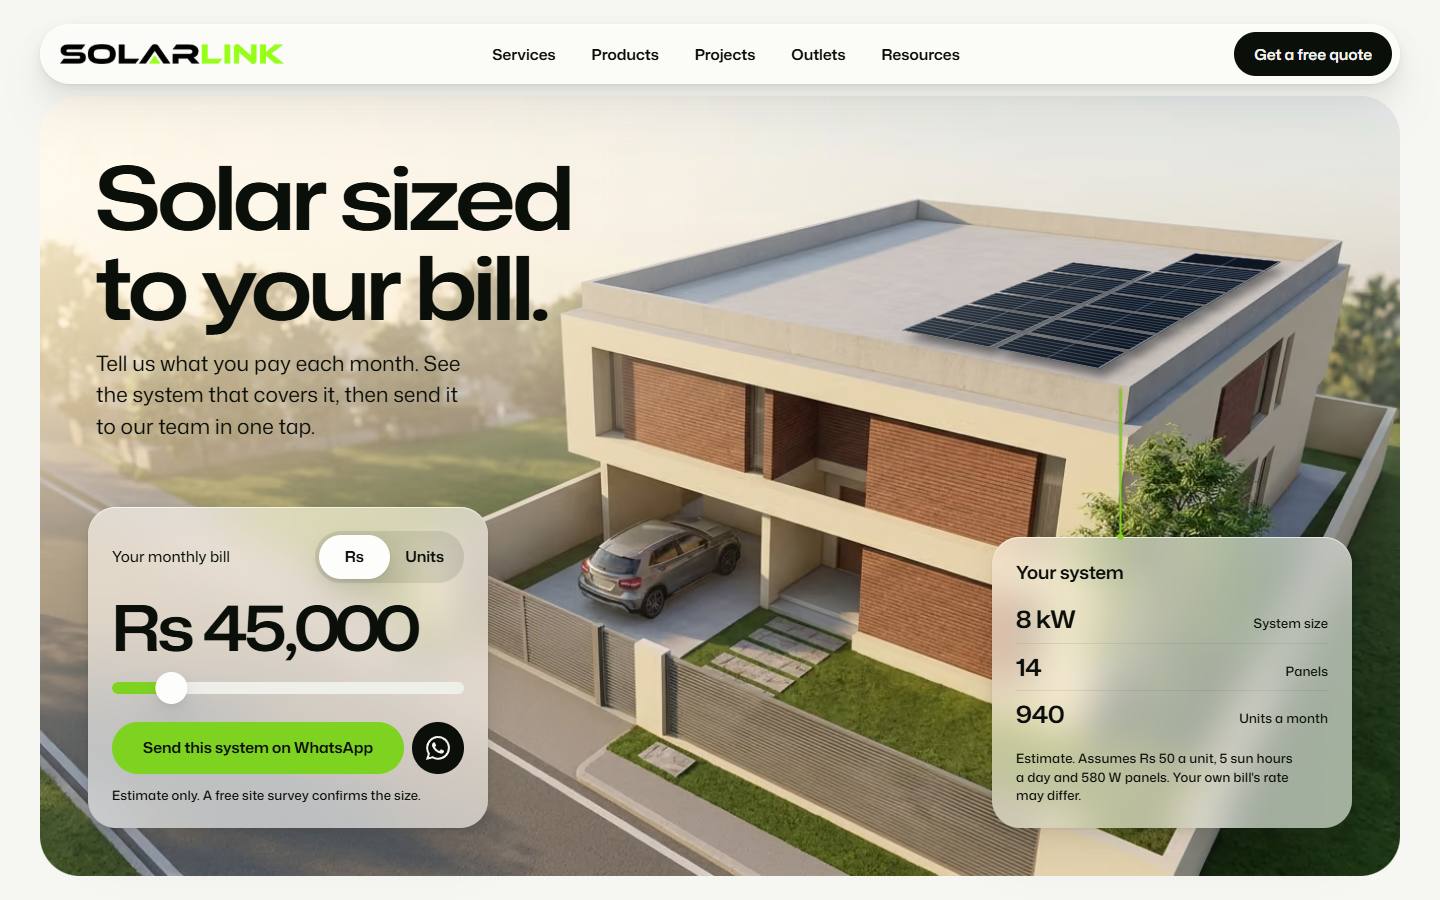 SOLARLINK
Services
Products
Projects
Outlets
Resources
Get a free quote
Solar sized
to your bill.
Tell us what you pay each month. See
the system that covers it, then send it
to our team in one tap.
Your monthly bill
Rs
Units
Rs 45,000
Send this system on WhatsApp
Estimate only. A free site survey confirms the size.
Your system
8 kW
System size
14
Panels
940
Units a month
Estimate. Assumes Rs 50 a unit, 5 sun hours
a day and 580 W panels. Your own bill's rate
may differ.